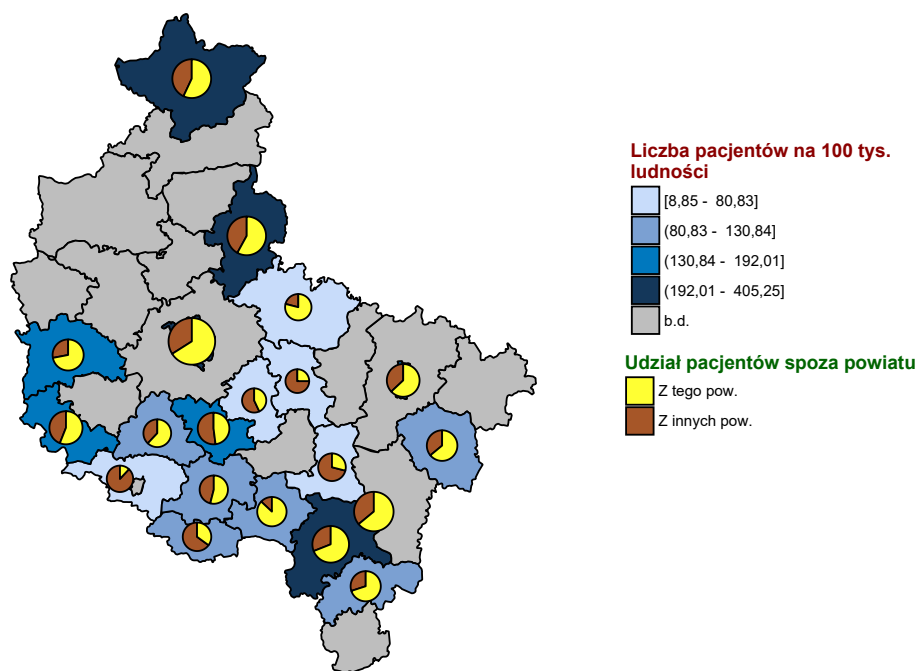 Liczba pacjentów na 100 tys.
ludności
[8,85 - 80,83]
(80,83 - 130,84]
(130,84 - 192,01]
(192,01 - 405,25]
b.d.
Udział pacjentów spoza powiatu
Z tego pow.
Z innych pow.